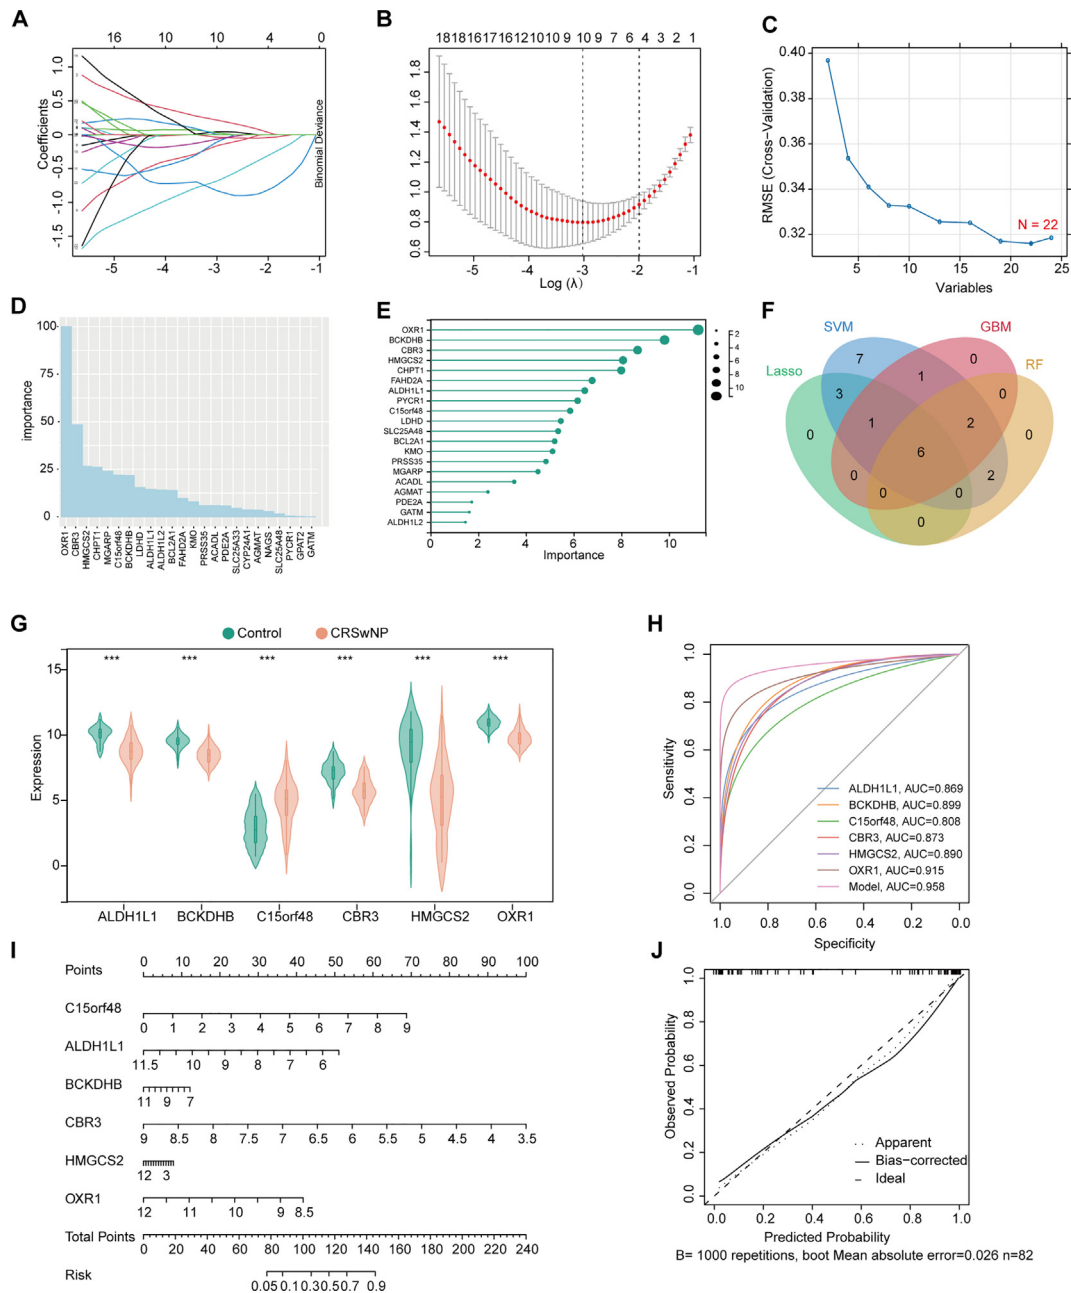 A
16
10
6
4
0
Coefficients
1.0
0.5
0
-0.5
-1.0
-1.5
-5
-4
-3
-2
-1
B
18 18 16 17 16 12 10 10 9 10 9 7 6 4 3 2 1
Binomial Deviance
1.8
1.6
1.4
1.2
1.0
0.8
0.6
-5
-4
-3
-2
-1
Log (λ)
C
RMSE (Cross−Validation)
0.40
0.38
0.36
0.34
0.32
N = 22
5
10
15
20
Variables
D
importance
100
75
50
25
0
OXR1
CBR3
HMGCS2
CHPT1
MGARP
C15orf48
BCKDHB
LDHD
ALDH1L1
ALDH1L2
BCL2A1
FAHD2A
KMO
PRSS35
ACADL
PDE2A
SLC25A33
CYP24A1
AGMAT
NAGS
SLC25A48
PYCR1
GPAT2
GATM
E
OXR1
BCKDHB
CBR3
HMGCS2
CHPT1
FAHD2A
ALDH1L1
PYCR1
C15orf48
LDHD
SLC25A48
BCL2A1
KMO
PRSS35
MGARP
ACADL
AGMAT
PDE2A
GATM
ALDH1L2
0
2
4
6
8
10
Importance
2
4
6
8
10
F
SVM
GBM
Lasso
RF
7
0
3
1
0
0
1
2
0
6
0
0
2
0
0
G
Control
CRSwNP
Expression
15
10
5
0
***
***
***
***
***
***
ALDH1L1
BCKDHB
C15orf48
CBR3
HMGCS2
OXR1
H
Sensitivity
1.0
0.8
0.6
0.4
0.2
0.0
ALDH1L1, AUC=0.869
BCKDHB, AUC=0.899
C15orf48, AUC=0.808
CBR3, AUC=0.873
HMGCS2, AUC=0.890
OXR1, AUC=0.915
Model, AUC=0.958
1.0
0.8
0.6
0.4
0.2
0.0
Specificity
I
Points
0 10 20 30 40 50 60 70 80 90 100
C15orf48
0 1 2 3 4 5 6 7 8 9
ALDH1L1
11.5 10 9 8 7 6
BCKDHB
11 9 7
CBR3
9 8.5 8 7.5 7 6.5 6 5.5 5 4.5 4 3.5
HMGCS2
12 3
OXR1
12 11 10 9 8.5
Total Points
0 20 40 60 80 100 120 140 160 180 200 220 240
Risk
0.05 0.1 0.3 0.5 0.7 0.9
J
Observed Probability
1.0
0.8
0.6
0.4
0.2
0.0
Apparent
Bias−corrected
Ideal
0.0
0.2
0.4
0.6
0.8
1.0
Predicted Probability
B= 1000 repetitions, boot Mean absolute error=0.026 n=82